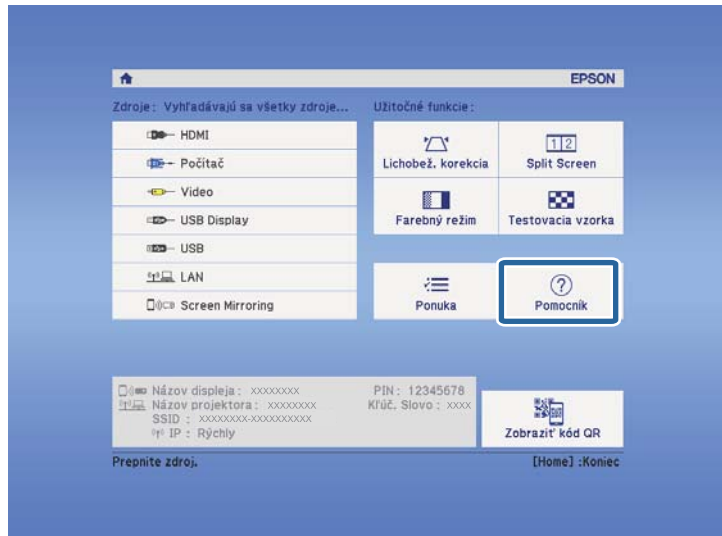 EPSON
Zdroje: Vyhľadávajú sa všetky zdroje...
HDMI
Počítač
Video
USB Display
USB
LAN
Screen Mirroring
Užitočné funkcie:
Lichobež. korekcia
1 2
Split Screen
Farebný režim
Testovacia vzorka
Ponuka
?
Pomocník
Názov displeja : xxxxxxxx
Názov projektora : xxxxxxxx
SSID : xxxxxxxx-xxxxxxxxxx
IP : Rýchly
PIN : 12345678
Kľúč. Slovo : xxxx
Zobraziť kód QR
Prepnite zdroj.
[Home] :Koniec